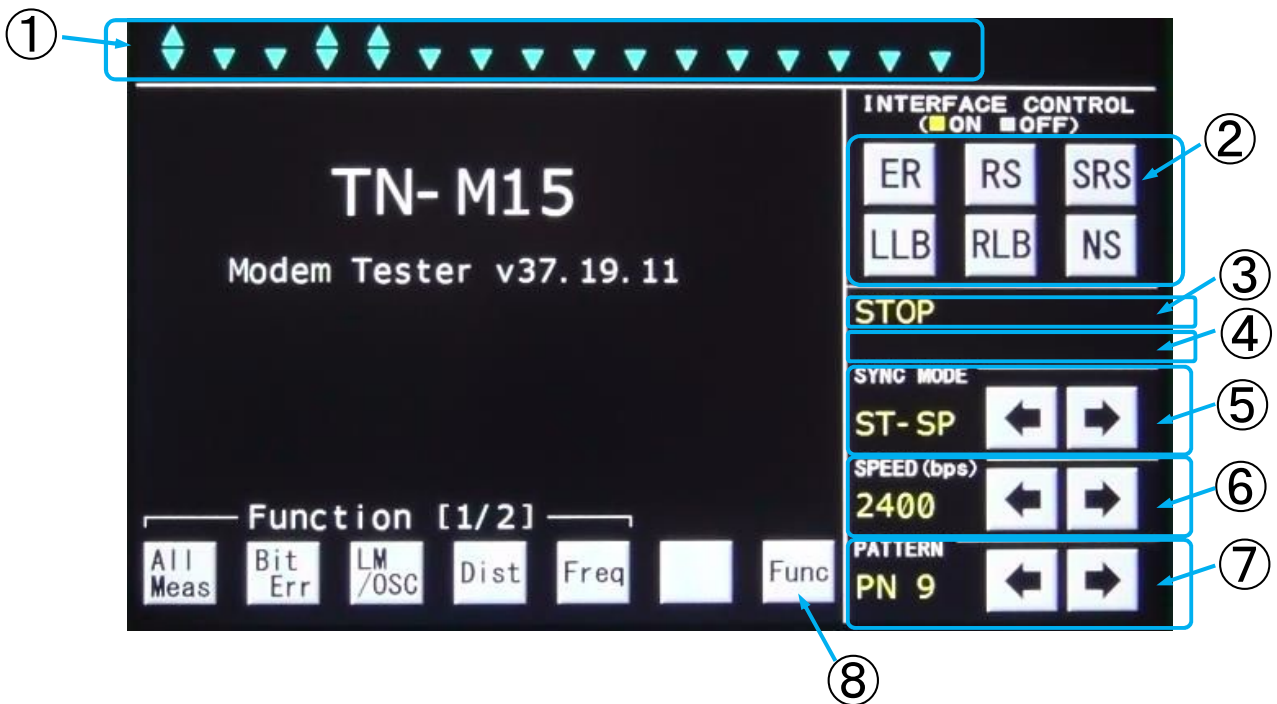 ①
INTERFACE CONTROL
(■ON ■OFF)
②
ER RS SRS
LLB RLB NS
TN-M15
Modem Tester v37.19.11
③
STOP
④
SYNC MODE
ST-SP
⑤
SPEED(bps)
2400
⑥
PATTERN
PN 9
⑦
Function [1/2]
All Meas
Bit Err
LM /OSC
Dist
Freq
Func
⑧